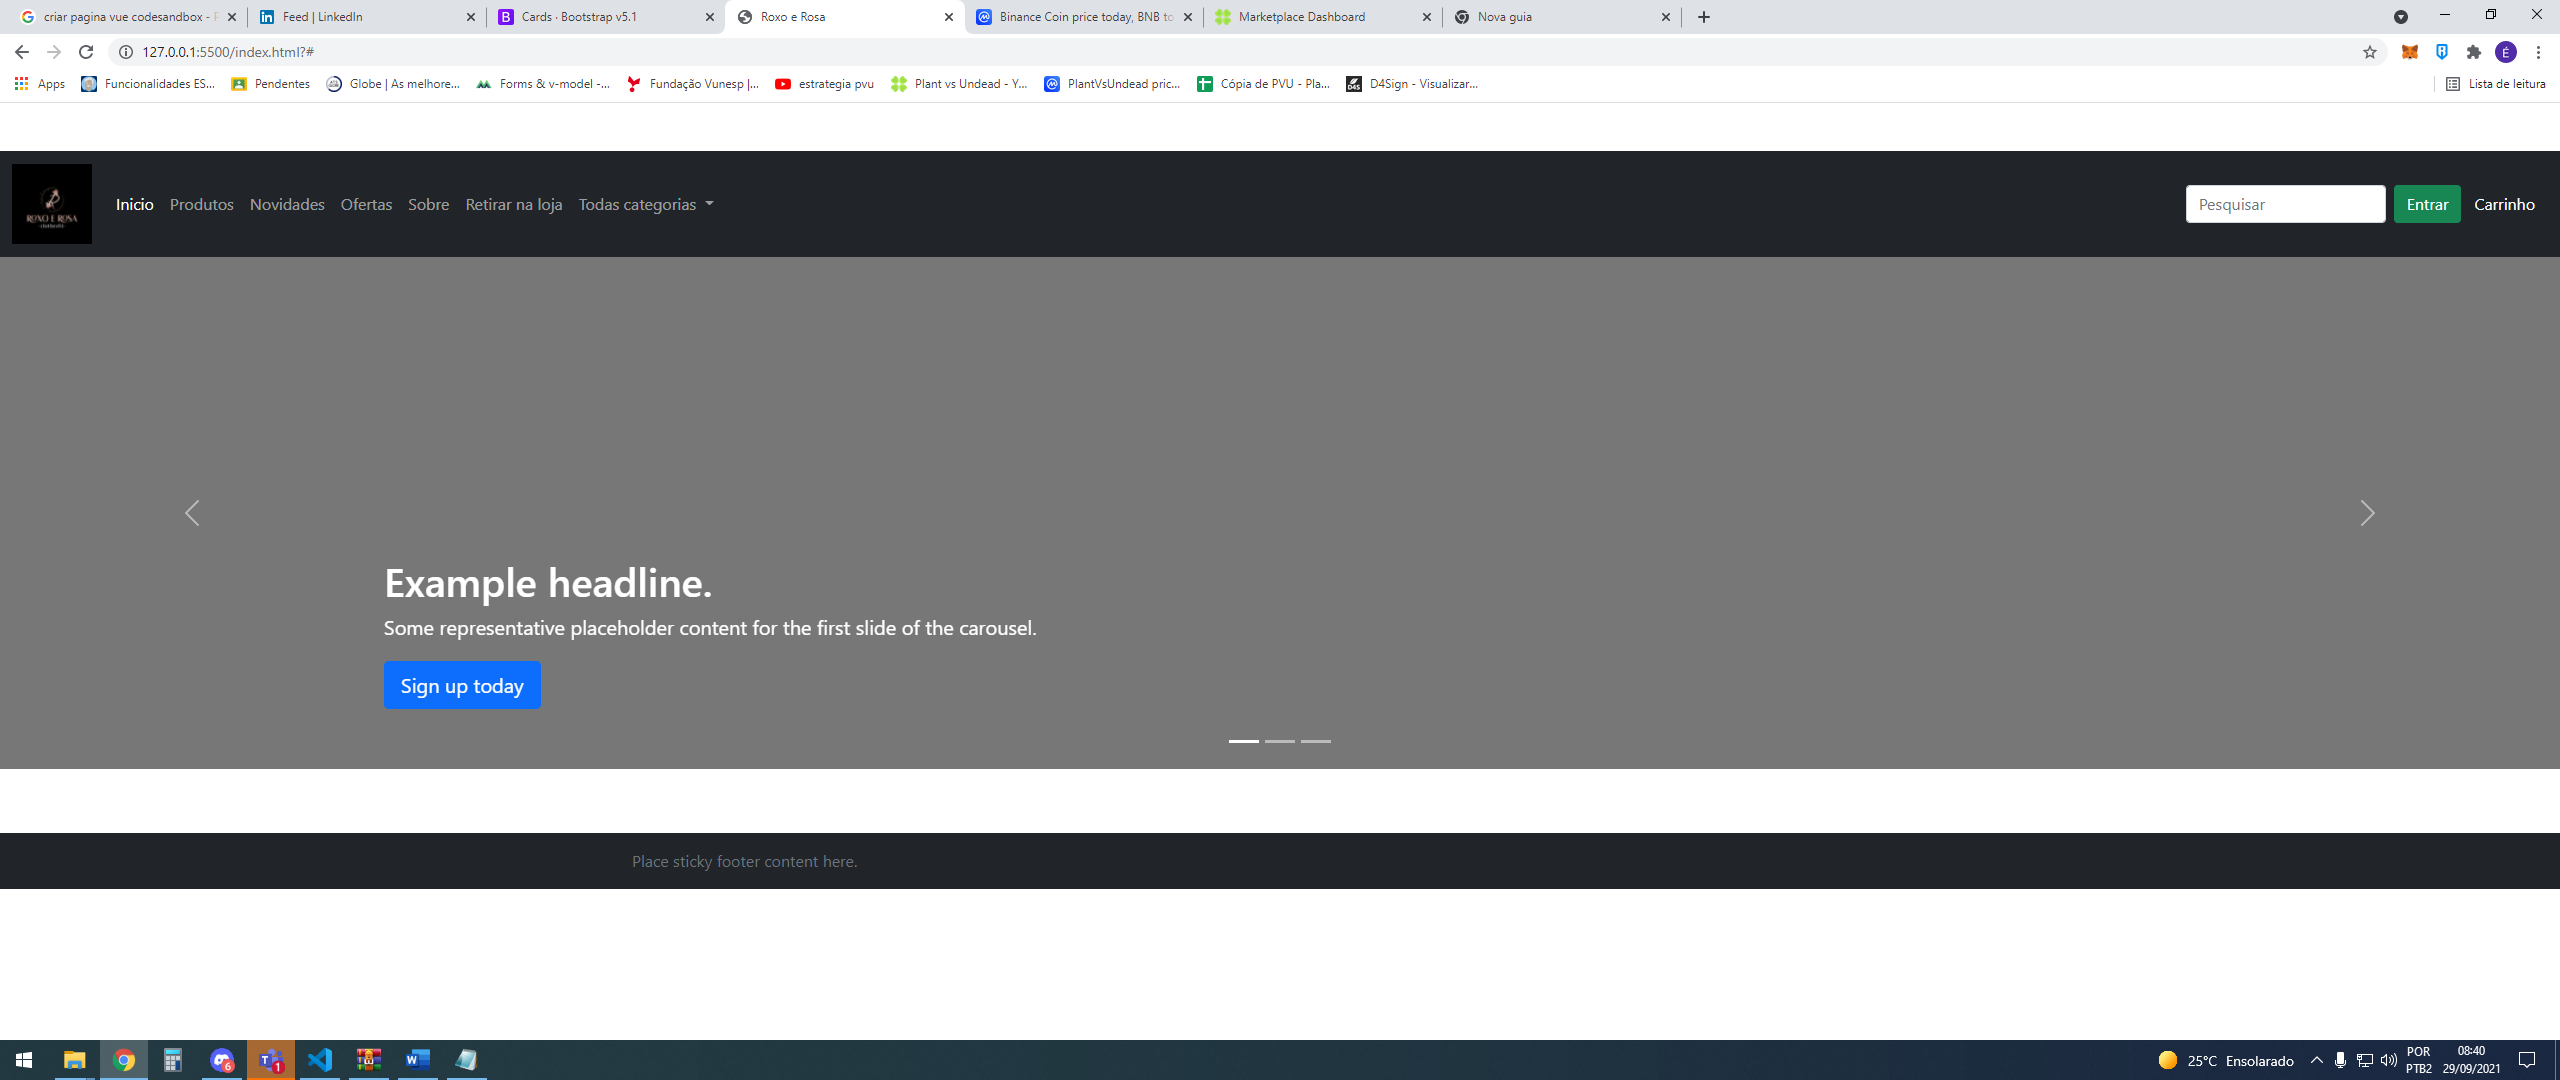 criar pagina vue codesandbox - P
Feed | LinkedIn
Cards · Bootstrap v5.1
Roxo e Rosa
Binance Coin price today, BNB to
Marketplace Dashboard
Nova guia
127.0.0.1:5500/index.html?#
É
Apps
Funcionalidades ES...
Pendentes
Globe | As melhore...
Forms & v-model -...
Fundação Vunesp |...
estrategia pvu
Plant vs Undead - Y...
PlantVsUndead pric...
Cópia de PVU - Pla...
D4Sign - Visualizar...
Lista de leitura
ROXO E ROSA
Inicio
Produtos
Novidades
Ofertas
Sobre
Retirar na loja
Todas categorias
Pesquisar
Entrar
Carrinho
Example headline.
Some representative placeholder content for the first slide of the carousel.
Sign up today
Place sticky footer content here.
6
1
25°C Ensolarado
POR
PTB2
08:40
29/09/2021